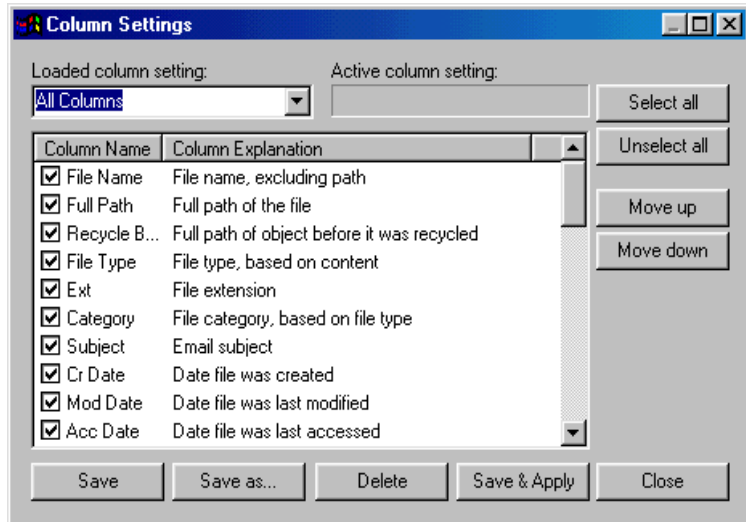 Column Settings
Loaded column setting: Active column setting:
All Columns
Select all
Column Name Column Explanation
Unselect all
File Name File name, excluding path
Full Path Full path of the file
Move up
Recycle B... Full path of object before it was recycled
File Type File type, based on content
Move down
Ext File extension
Category File category, based on file type
Subject Email subject
Cr Date Date file was created
Mod Date Date file was last modified
Acc Date Date file was last accessed
Save Save as... Delete Save & Apply Close